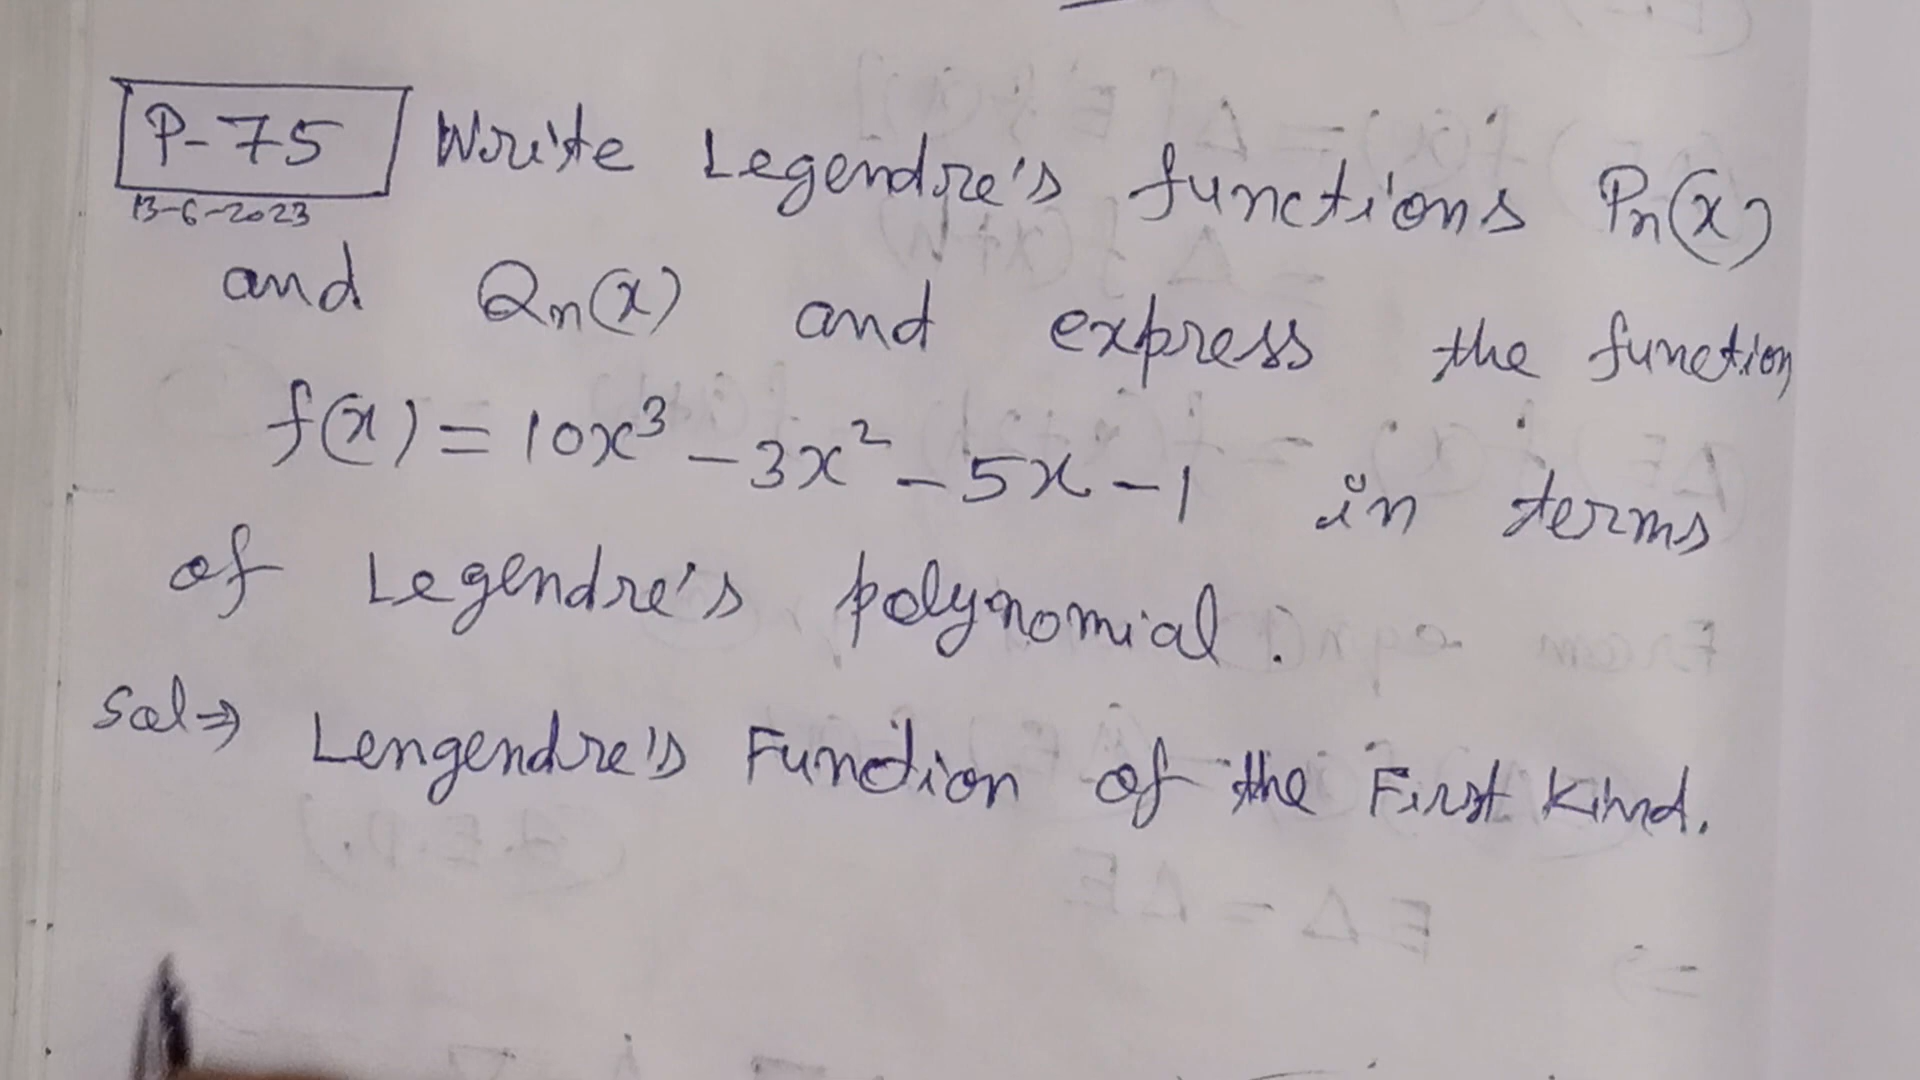 P-75 Write Legendre's functions Pn(x)
13-6-2023
and Qn(x) and express the function
f(x) = 10x³ - 3x² - 5x - 1 in terms
of Legendre's polynomial.
Sol⇒ Lengendre's Function of the First Kind.